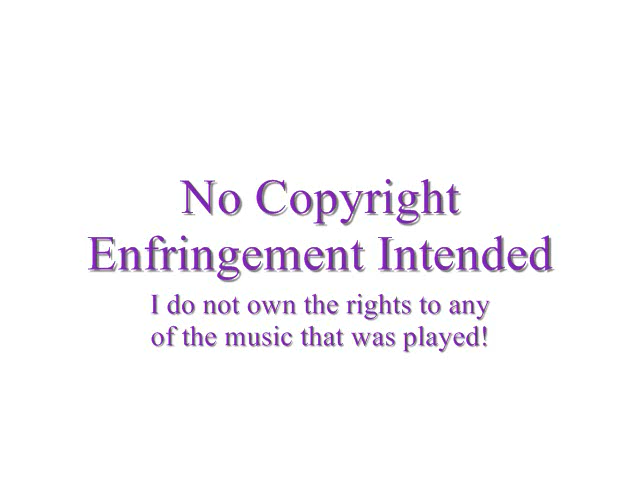 No Copyright
Enfringement Intended
I do not own the rights to any
of the music that was played!